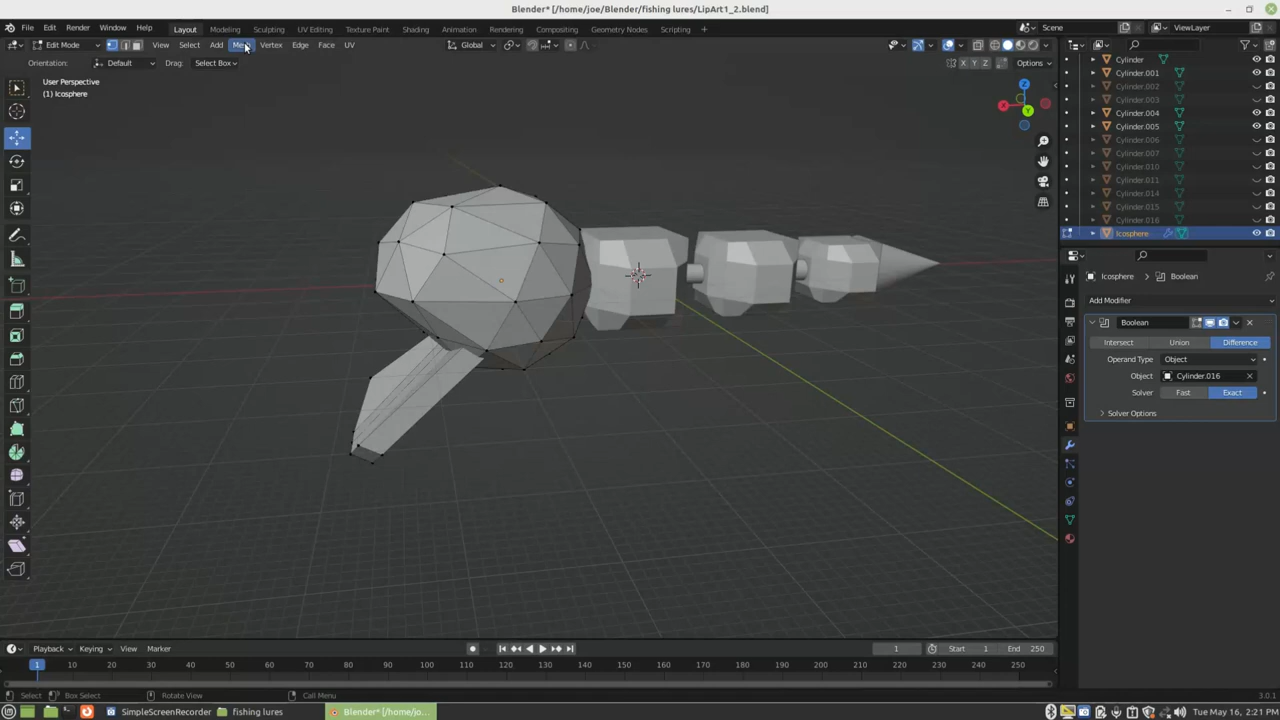 Blender* [/home/joe/Blender/fishing lures/LipArt1_2.blend]
File Edit Render Window Help Layout Modeling Sculpting UV Editing Texture Paint Shading Animation Rendering Compositing Geometry Nodes Scripting + Scene ViewLayer
Edit Mode View Select Add Mesh Vertex Edge Face UV Global
Orientation: Default Drag: Select Box X Y Z Options
User Perspective
(1) Icosphere
X
Y
Z
Cylinder
Cylinder.001
Cylinder.002
Cylinder.003
Cylinder.004
Cylinder.005
Cylinder.006
Cylinder.007
Cylinder.010
Cylinder.011
Cylinder.014
Cylinder.015
Cylinder.016
Icosphere
Icosphere Boolean
Add Modifier
Boolean
Intersect Union Difference
Operand Type Object
Object Cylinder.016
Solver Fast Exact
Solver Options
Playback Keying View Marker 1 Start 1 End 250
1 10 20 30 40 50 60 70 80 90 100 110 120 130 140 150 160 170 180 190 200 210 220 230 240 250
Select Box Select Rotate View Call Menu 3.0.1
SimpleScreenRecorder fishing lures Blender* [/home/jo... Tue May 16, 2:21 PM